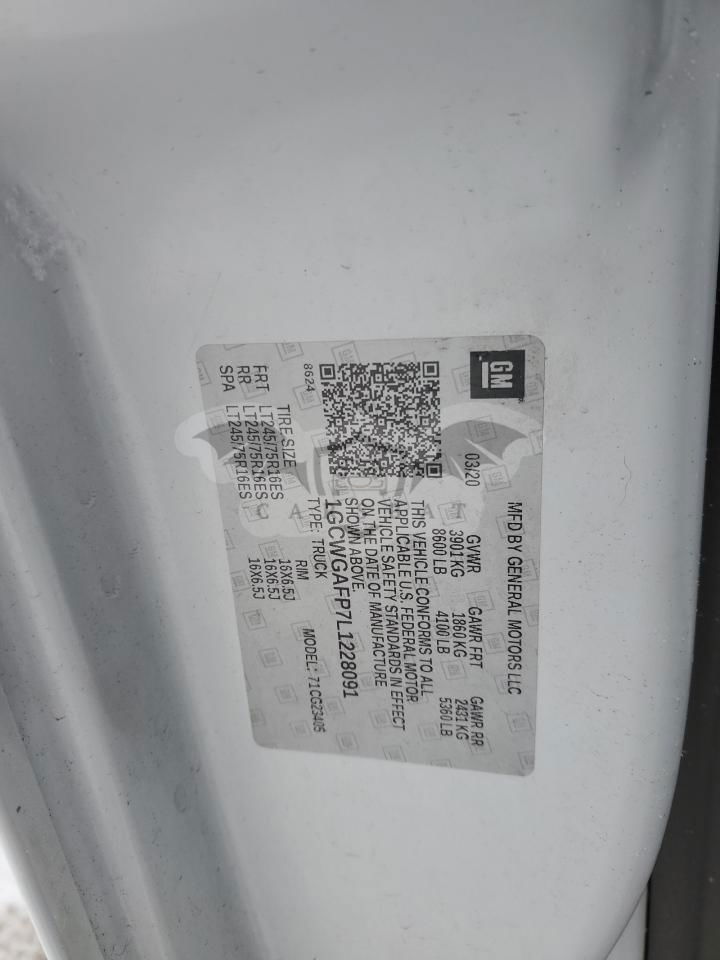 GM
MFD BY GENERAL MOTORS LLC
03/20
GVWR GAWR FRT GAWR RR
3901 KG 1860 KG 2431 KG
8600 LB 4100 LB 5360 LB
THIS VEHICLE CONFORMS TO ALL
APPLICABLE U.S. FEDERAL MOTOR
VEHICLE SAFETY STANDARDS IN EFFECT
ON THE DATE OF MANUFACTURE
SHOWN ABOVE.
1GCWGAFP7L1228091
8624
TYPE: TRUCK MODEL: 71CG23405
TIRE SIZE RIM
FRT LT245/75R16ES 16X6.5J
RR LT245/75R16ES 16X6.5J
SPA LT245/75R16ES 16X6.5J